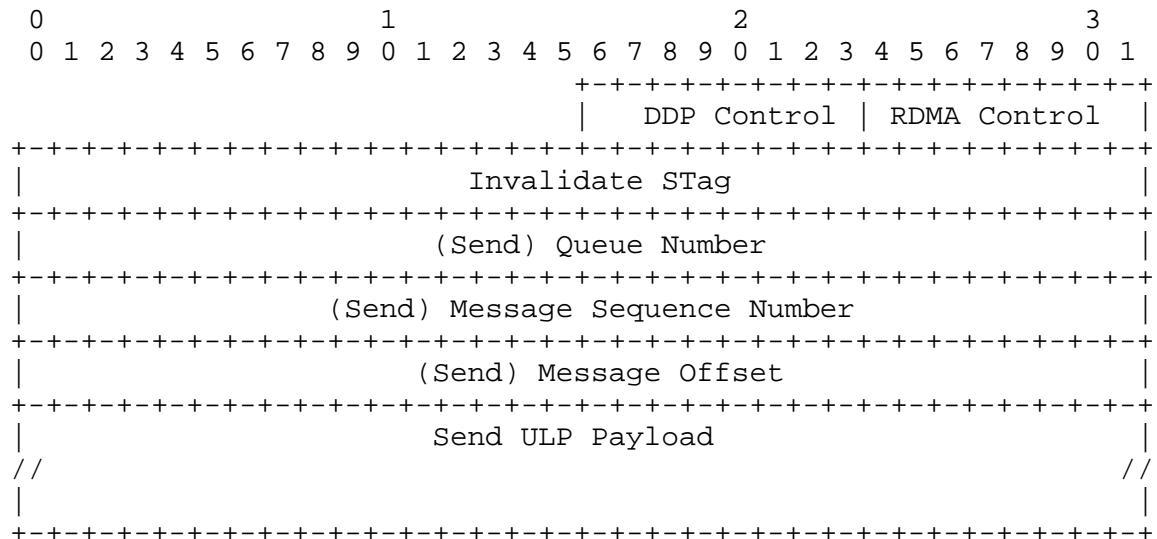 0                   1                   2                   3
 0 1 2 3 4 5 6 7 8 9 0 1 2 3 4 5 6 7 8 9 0 1 2 3 4 5 6 7 8 9 0 1
                                +-+-+-+-+-+-+-+-+-+-+-+-+-+-+-+-+
                                |   DDP Control | RDMA Control  |
+-+-+-+-+-+-+-+-+-+-+-+-+-+-+-+-+-+-+-+-+-+-+-+-+-+-+-+-+-+-+-+-+
|                         Invalidate STag                       |
+-+-+-+-+-+-+-+-+-+-+-+-+-+-+-+-+-+-+-+-+-+-+-+-+-+-+-+-+-+-+-+-+
|                       (Send) Queue Number                     |
+-+-+-+-+-+-+-+-+-+-+-+-+-+-+-+-+-+-+-+-+-+-+-+-+-+-+-+-+-+-+-+-+
|                 (Send) Message Sequence Number                |
+-+-+-+-+-+-+-+-+-+-+-+-+-+-+-+-+-+-+-+-+-+-+-+-+-+-+-+-+-+-+-+-+
|                      (Send) Message Offset                    |
+-+-+-+-+-+-+-+-+-+-+-+-+-+-+-+-+-+-+-+-+-+-+-+-+-+-+-+-+-+-+-+-+
|                       Send ULP Payload                        |
//                                                             //
|                                                               |
+-+-+-+-+-+-+-+-+-+-+-+-+-+-+-+-+-+-+-+-+-+-+-+-+-+-+-+-+-+-+-+-+